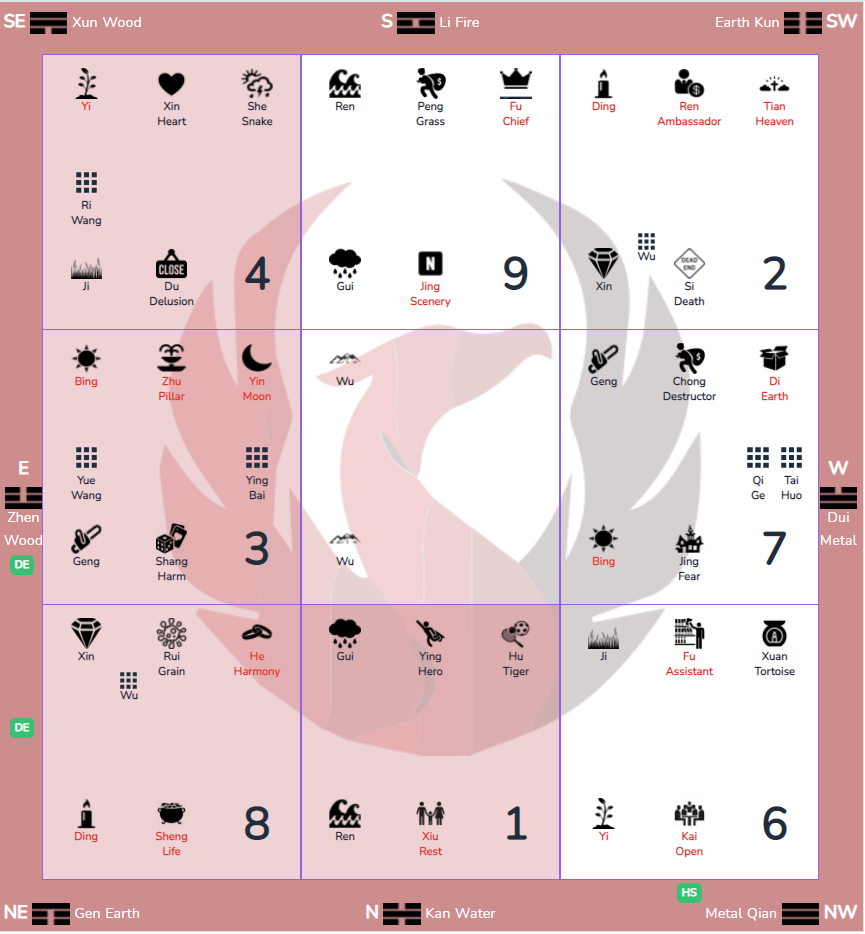 SE Xun Wood S Li Fire Earth Kun SW
Yi Xin She Ren Peng Fu Ding Ren Tian
Heart Snake Grass Chief Ambassador Heaven
Ri
Wang
Wu
Ji CLOSE Du 4 Gui N Jing 9 Xin DEAD END Si 2
Delusion Scenery Death
Bing Zhu Yin Wu Geng Chong Di
Pillar Moon Destructor Earth
E W
Yue Ying Qi Tai
Wang Bai Ge Huo
Zhen Dui
Wood Metal
Geng Shang 3 Wu Bing Jing 7
Harm Fear
DE
Xin Rui He Gui Ying Hu Ji Fu Xuan
Grain Harmony Hero Tiger Assistant Tortoise
Wu
DE
Ding Sheng 8 Ren Xiu 1 Yi Kai 6
Life Rest Open
HS
NE Gen Earth N Kan Water Metal Qian NW